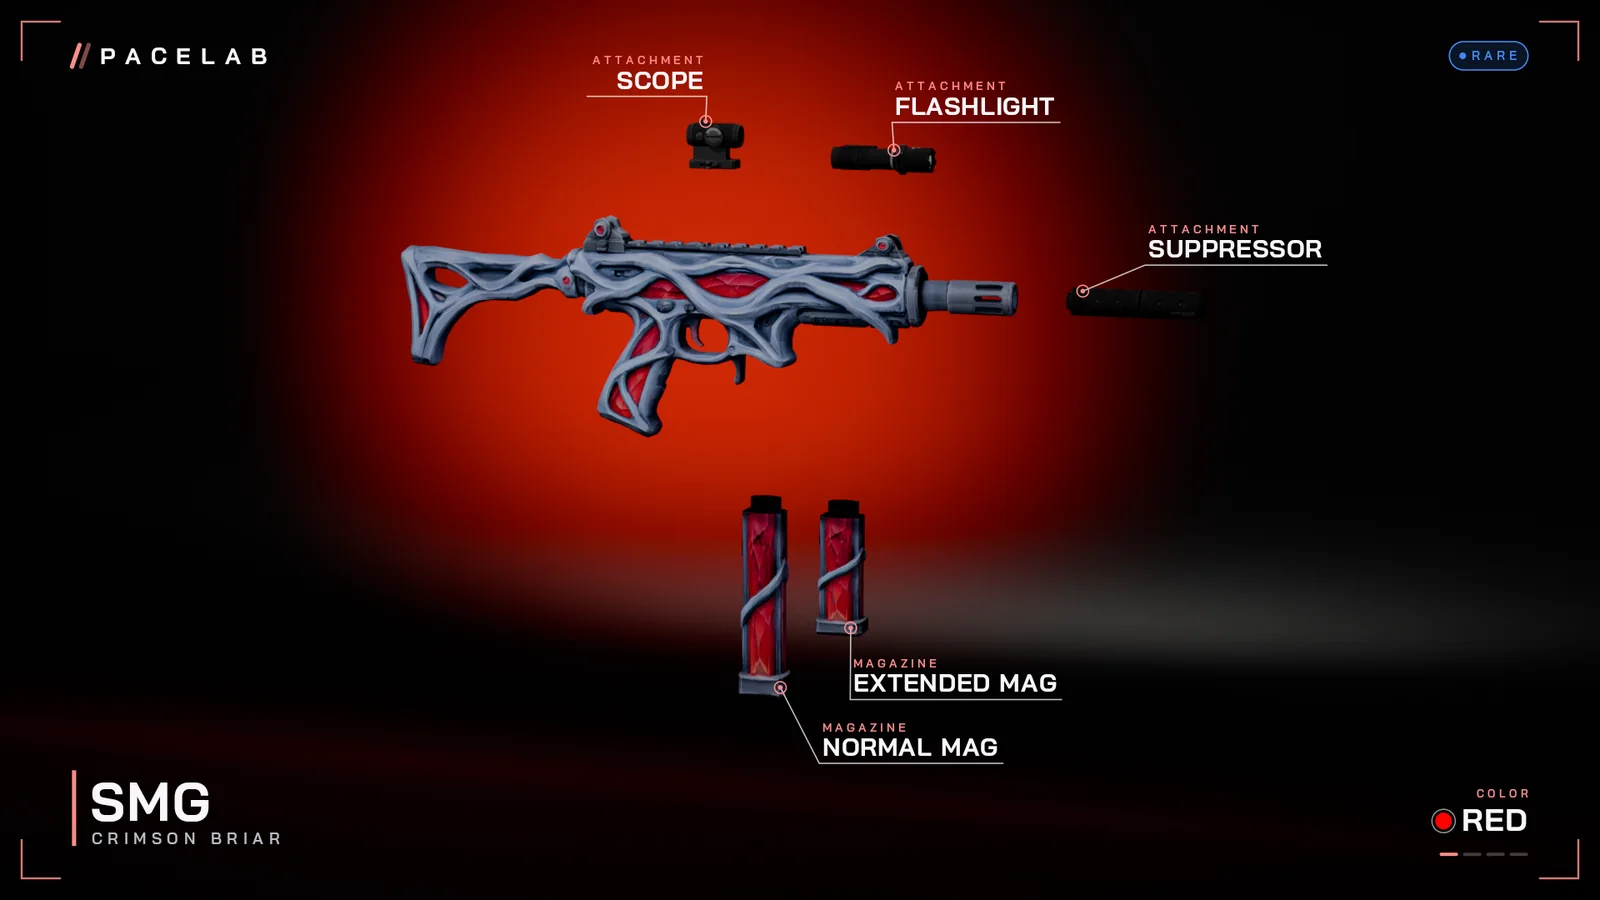 PACELAB
RARE
ATTACHMENT
SCOPE
ATTACHMENT
FLASHLIGHT
ATTACHMENT
SUPPRESSOR
MAGAZINE
EXTENDED MAG
MAGAZINE
NORMAL MAG
SMG
CRIMSON BRIAR
COLOR
RED